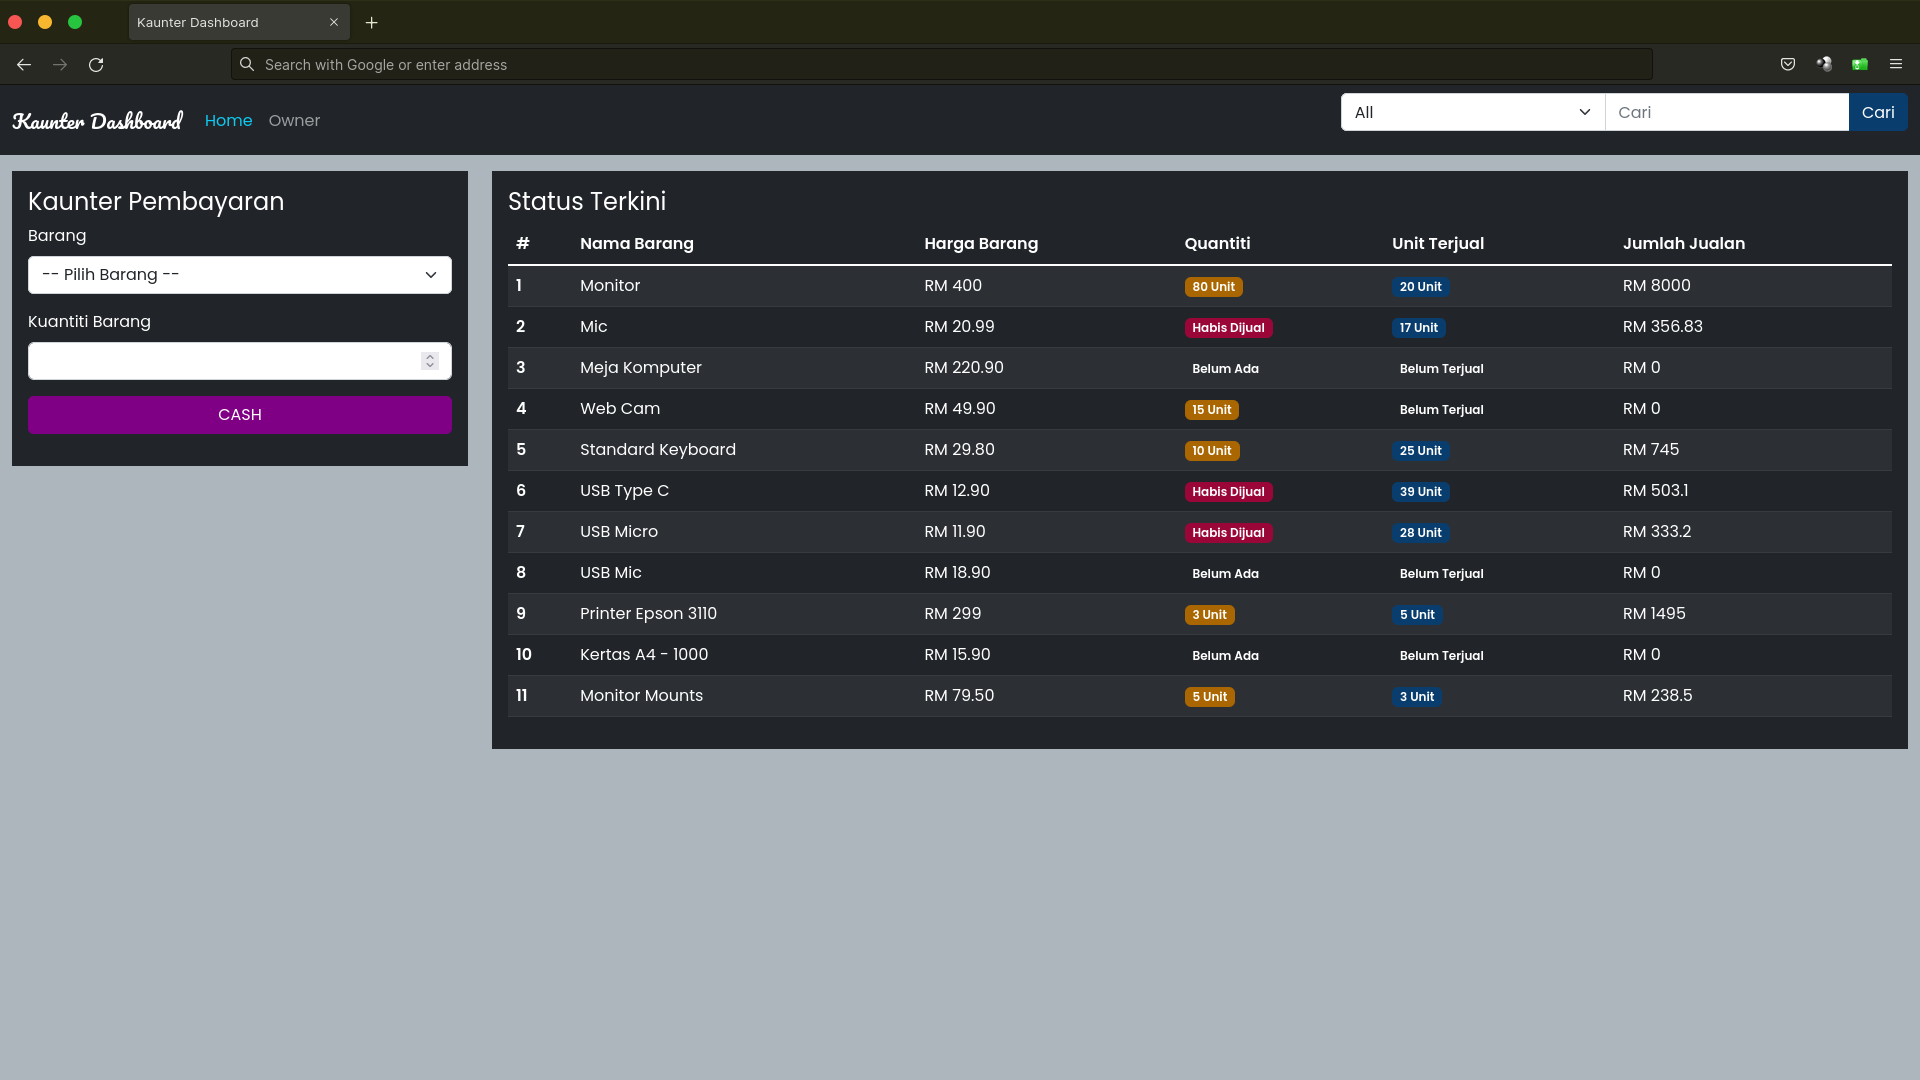 Kaunter Dashboard
Search with Google or enter address
Kaunter Dashboard Home Owner All Cari Cari
Kaunter Pembayaran
Barang
-- Pilih Barang --
Kuantiti Barang
CASH
Status Terkini
# Nama Barang Harga Barang Quantiti Unit Terjual Jumlah Jualan
1 Monitor RM 400 80 Unit 20 Unit RM 8000
2 Mic RM 20.99 Habis Dijual 17 Unit RM 356.83
3 Meja Komputer RM 220.90 Belum Ada Belum Terjual RM 0
4 Web Cam RM 49.90 15 Unit Belum Terjual RM 0
5 Standard Keyboard RM 29.80 10 Unit 25 Unit RM 745
6 USB Type C RM 12.90 Habis Dijual 39 Unit RM 503.1
7 USB Micro RM 11.90 Habis Dijual 28 Unit RM 333.2
8 USB Mic RM 18.90 Belum Ada Belum Terjual RM 0
9 Printer Epson 3110 RM 299 3 Unit 5 Unit RM 1495
10 Kertas A4 - 1000 RM 15.90 Belum Ada Belum Terjual RM 0
11 Monitor Mounts RM 79.50 5 Unit 3 Unit RM 238.5